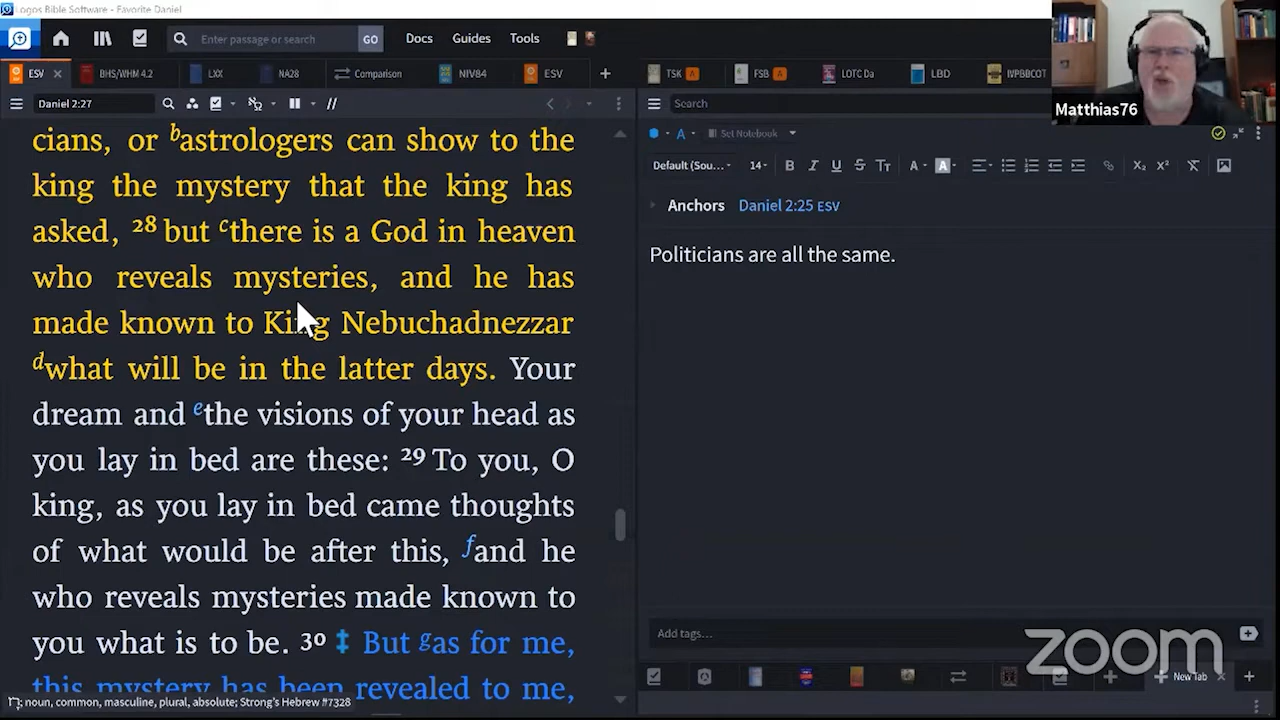 Logos Bible Software - Favorite Daniel
Enter passage or search
GO
Docs
Guides
Tools
ESV
BHS/WHM 4.2
LXX
NA28
Comparison
NIV84
ESV
TSK
A
FSB
A
LOTC Da
LBD
IVPBBCOT
Matthias76
Daniel 2:27
Search
A
Set Notebook
Default (Sou...
14
B I U S Tт A A
X₂ X²
Anchors Daniel 2:25 ESV
Politicians are all the same.
cians, or ᵇastrologers can show to the
king the mystery that the king has
asked, ²⁸ but ᶜthere is a God in heaven
who reveals mysteries, and he has
made known to King Nebuchadnezzar
ᵈwhat will be in the latter days. Your
dream and ᵉthe visions of your head as
you lay in bed are these: ²⁹ To you, O
king, as you lay in bed came thoughts
of what would be after this, ᶠand he
who reveals mysteries made known to
you what is to be. ³⁰ ‡ But ᵍas for me,
this mystery has been revealed to me,
noun, common, masculine, plural, absolute; Strong's Hebrew #7328
Add tags...
zoom
New Tab